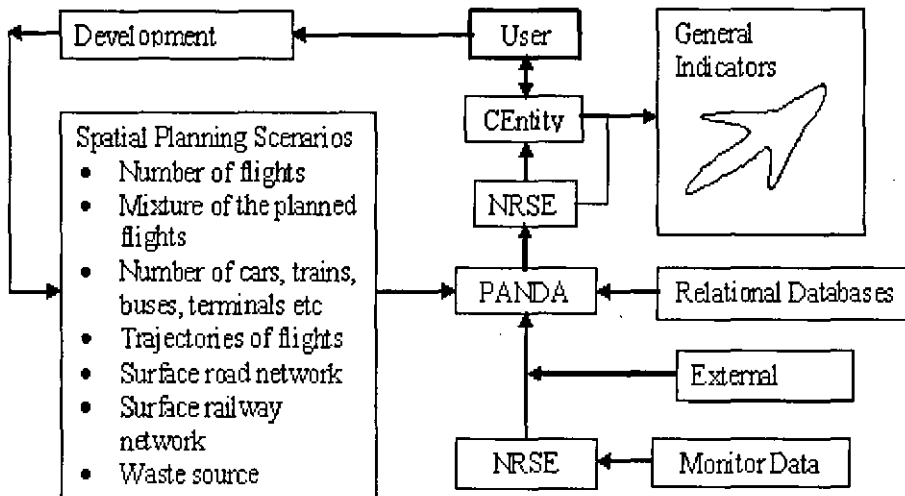 Development
User
General
Indicators
CEntity
Spatial Planning Scenarios
• Number of flights
• Mixture of the planned
flights
• Number of cars, trains,
buses, terminals etc
• Trajectories of flights
• Surface road network
• Surface railway
network
• Waste source
NRSE
PANDA
Relational Databases
External
NRSE
Monitor Data